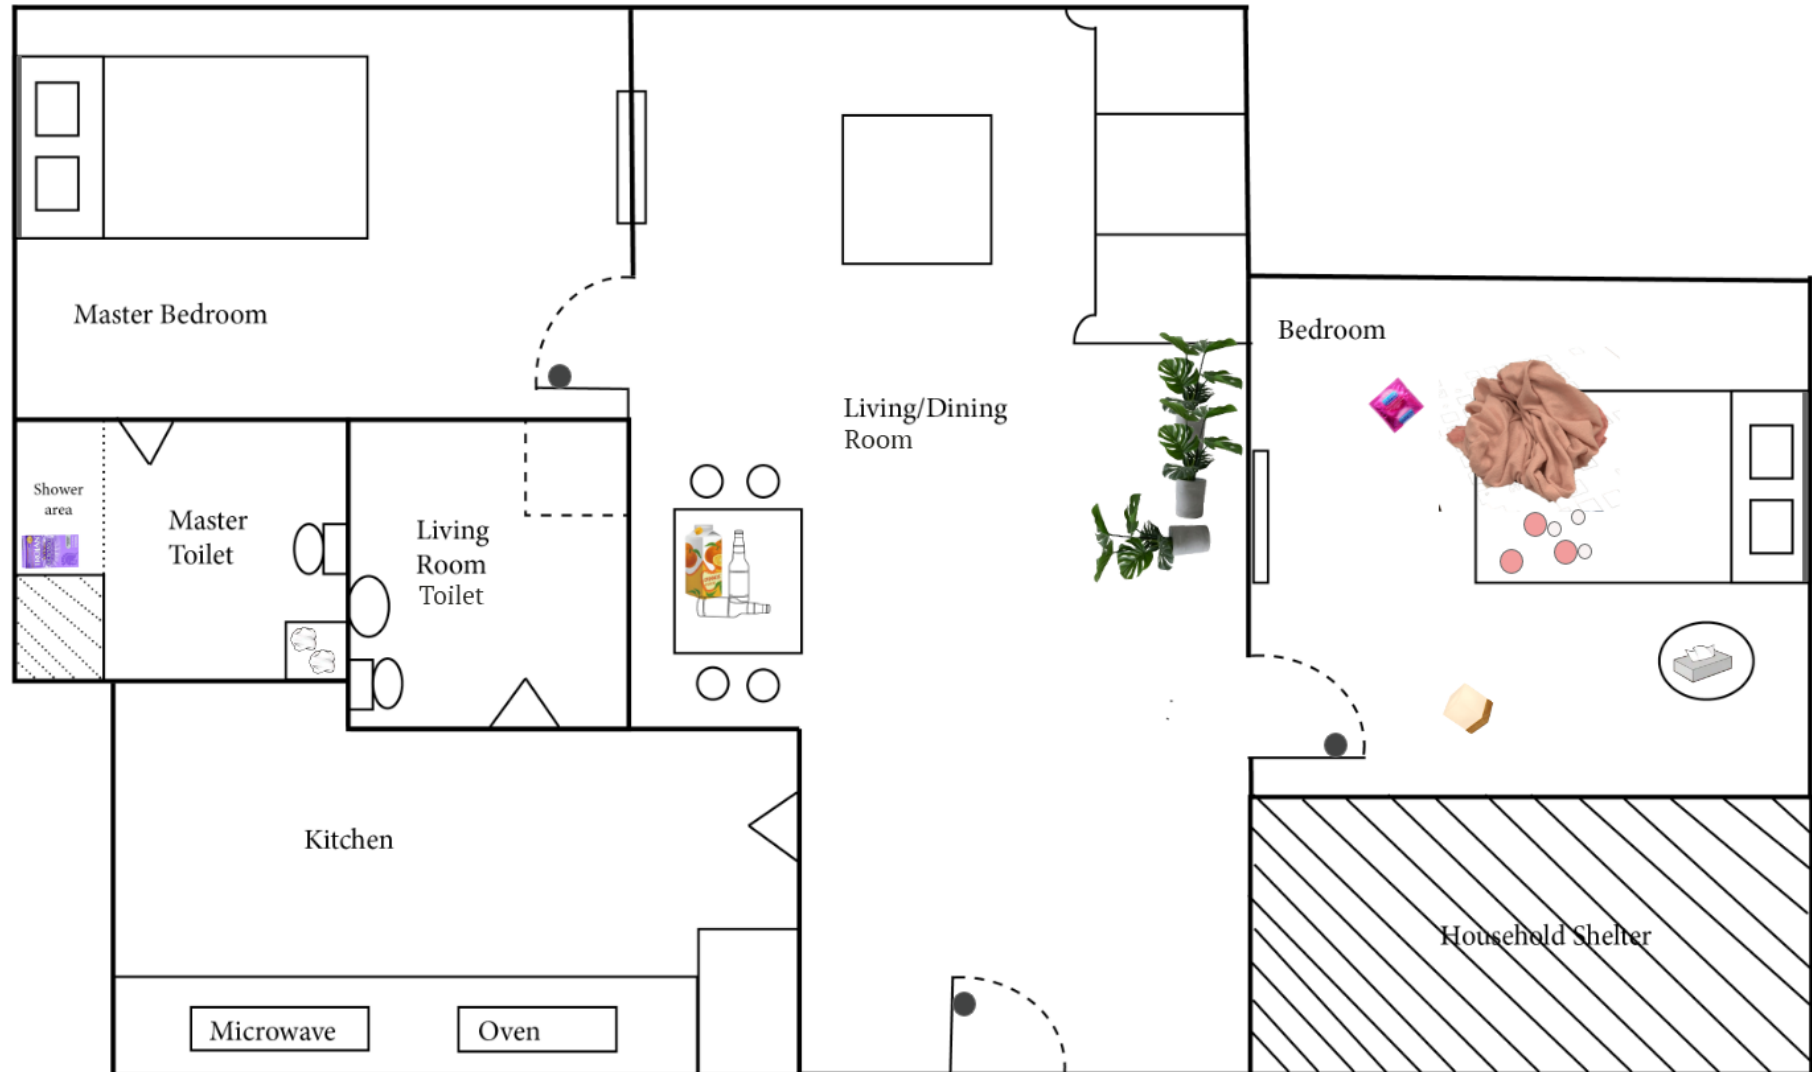 Master Bedroom
Bedroom
Living/Dining
Room
Shower
area
Master
Toilet
Living
Room
Toilet
Kitchen
Household Shelter
Microwave
Oven